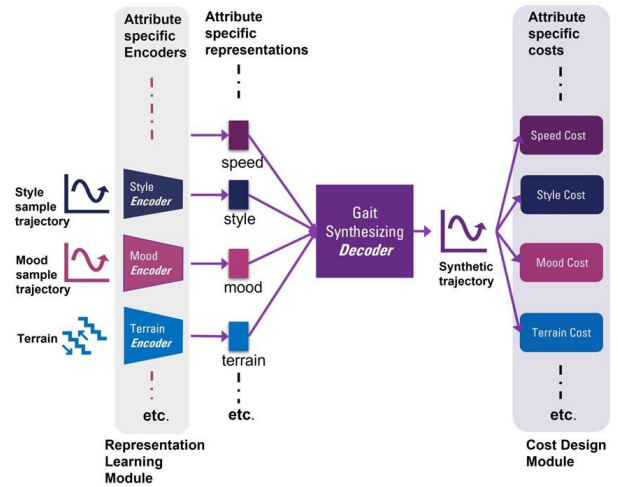 Attribute
specific
Encoders
Attribute
specific
representations
Attribute
specific
costs
speed
Speed Cost
Style
sample
trajectory
Style
Encoder
style
Gait
Synthesizing
Decoder
Synthetic
trajectory
Style Cost
Mood
sample
trajectory
Mood
Encoder
mood
Mood Cost
Terrain
Terrain
Encoder
terrain
Terrain Cost
etc.
etc.
etc.
Representation
Learning
Module
Cost Design
Module